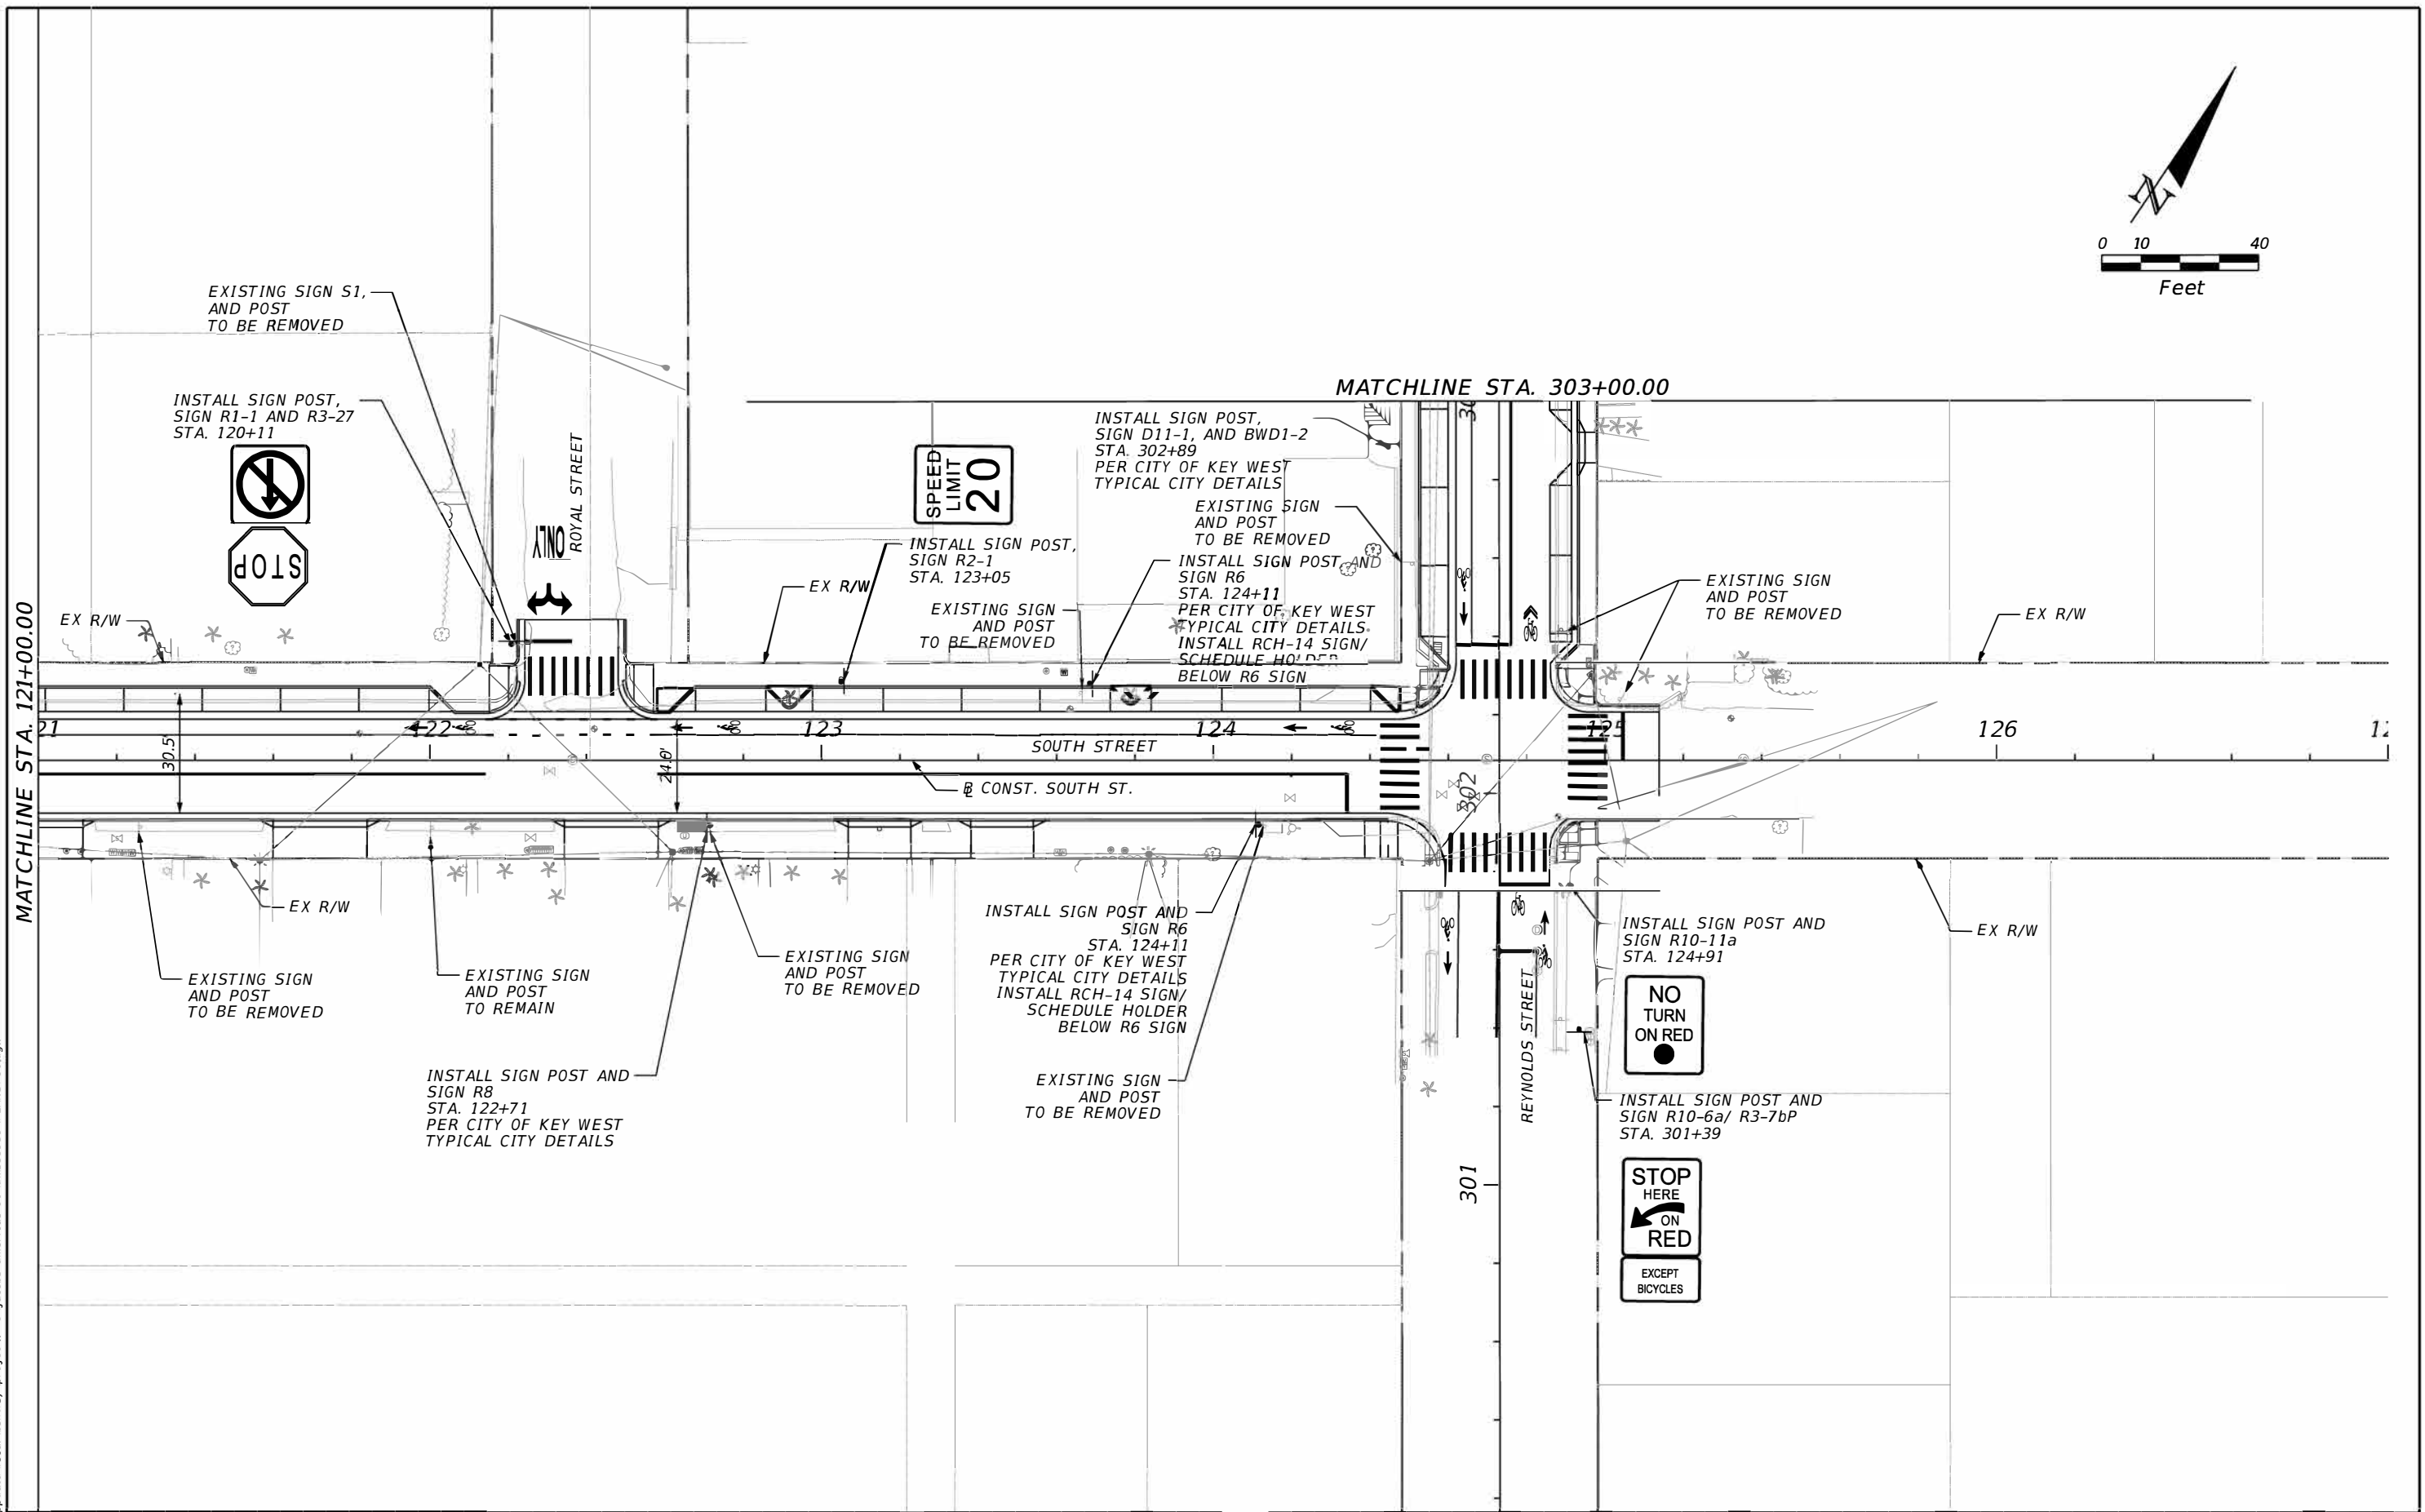 MATCHLINE STA. 121+00.00
EXISTING SIGN S1,
AND POST
TO BE REMOVED
INSTALL SIGN POST,
SIGN R1-1 AND R3-27
STA. 120+11
STOP
EX R/W
ONLY
ROYAL STREET
SPEED
LIMIT
20
INSTALL SIGN POST,
SIGN R2-1
STA. 123+05
EX R/W
EXISTING SIGN
AND POST
TO BE REMOVED
MATCHLINE STA. 303+00.00
INSTALL SIGN POST,
SIGN D11-1, AND BWD1-2
STA. 302+89
PER CITY OF KEY WEST
TYPICAL CITY DETAILS
EXISTING SIGN
AND POST
TO BE REMOVED
INSTALL SIGN POST, AND
SIGN R6
STA. 124+11
PER CITY OF KEY WEST
TYPICAL CITY DETAILS.
INSTALL RCH-14 SIGN/
SCHEDULE HOLDER
BELOW R6 SIGN
EXISTING SIGN
AND POST
TO BE REMOVED
EX R/W
N
0 10 40
Feet
21 122 123 124 125 126 12
30.5'
24.0'
SOUTH STREET
B CONST. SOUTH ST.
30
302
301
EX R/W
EXISTING SIGN
AND POST
TO BE REMOVED
EXISTING SIGN
AND POST
TO REMAIN
EXISTING SIGN
AND POST
TO BE REMOVED
INSTALL SIGN POST AND
SIGN R8
STA. 122+71
PER CITY OF KEY WEST
TYPICAL CITY DETAILS
INSTALL SIGN POST AND
SIGN R6
STA. 124+11
PER CITY OF KEY WEST
TYPICAL CITY DETAILS
INSTALL RCH-14 SIGN/
SCHEDULE HOLDER
BELOW R6 SIGN
EXISTING SIGN
AND POST
TO BE REMOVED
REYNOLDS STREET
INSTALL SIGN POST AND
SIGN R10-11a
STA. 124+91
NO
TURN
ON RED
EX R/W
INSTALL SIGN POST AND
SIGN R10-6a/ R3-7bP
STA. 301+39
STOP
HERE
ON
RED
EXCEPT
BICYCLES